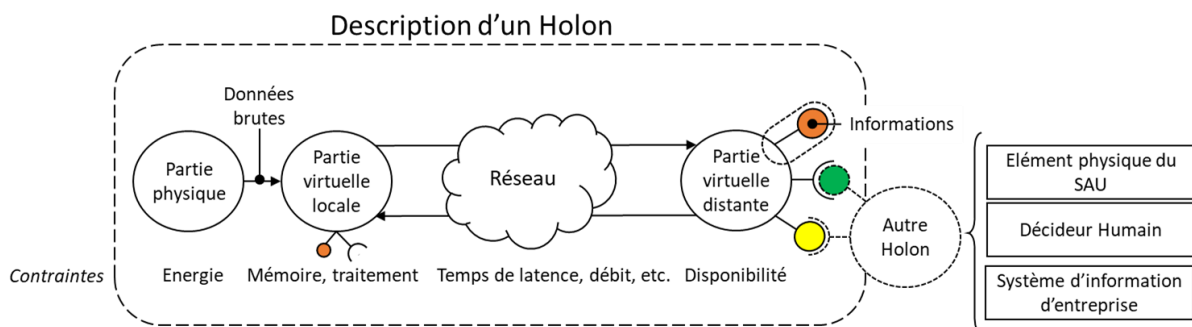 Description d’un Holon
Données
brutes
Partie
physique
Partie
virtuelle
locale
Réseau
Partie
virtuelle
distante
Informations
Autre
Holon
Elément physique du
SAU
Décideur Humain
Système d’information
d’entreprise
Contraintes
Energie
Mémoire, traitement
Temps de latence, débit, etc.
Disponibilité